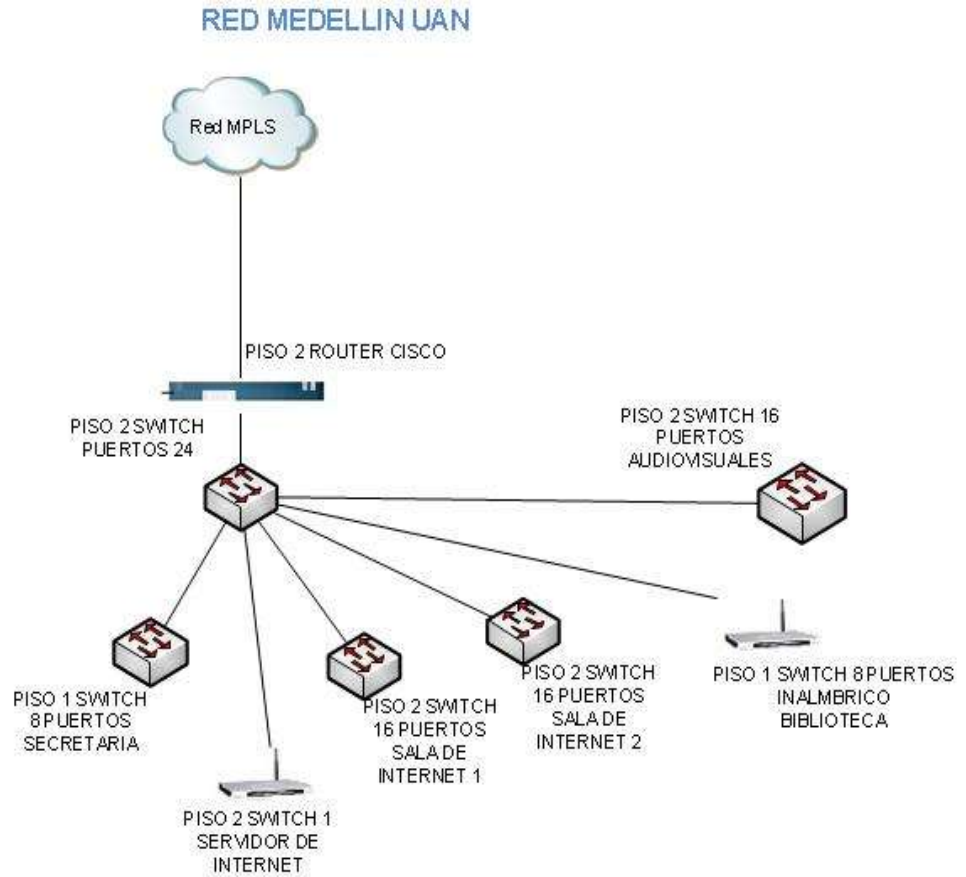 RED MEDELLIN UAN
Red MPLS
PISO 2 ROUTER CISCO
PISO 2 SWITCH
PUERTOS 24
PISO 2 SWITCH 16
PUERTOS
AUDIOVISUALES
PISO 1 SWITCH
8 PUERTOS
SECRETARIA
PISO 2 SWITCH
16 PUERTOS
SALA DE
INTERNET 1
PISO 2 SWITCH
16 PUERTOS
SALA DE
INTERNET 2
PISO 1 SWITCH 8 PUERTOS
INALMBRICO
BIBLIOTECA
PISO 2 SWITCH 1
SERVIDOR DE
INTERNET